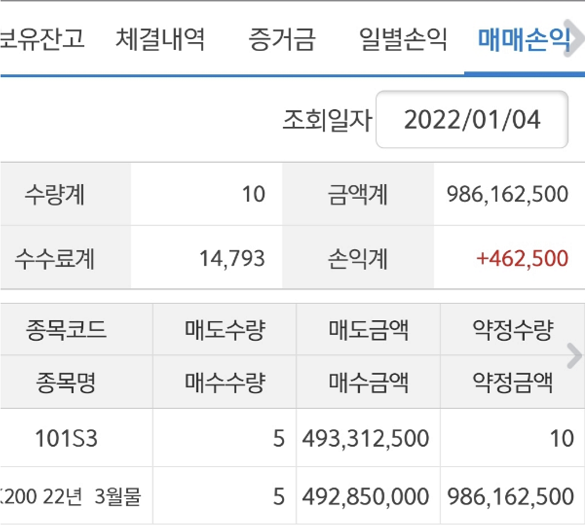 보유잔고 체결내역 증거금 일별손익 매매손익
조회일자 2022/01/04
수량계 10 금액계 986,162,500
수수료계 14,793 손익계 +462,500
종목코드 매도수량 매도금액 약정수량
종목명 매수수량 매수금액 약정금액
101S3 5 493,312,500 10
K200 22년 3월물 5 492,850,000 986,162,500